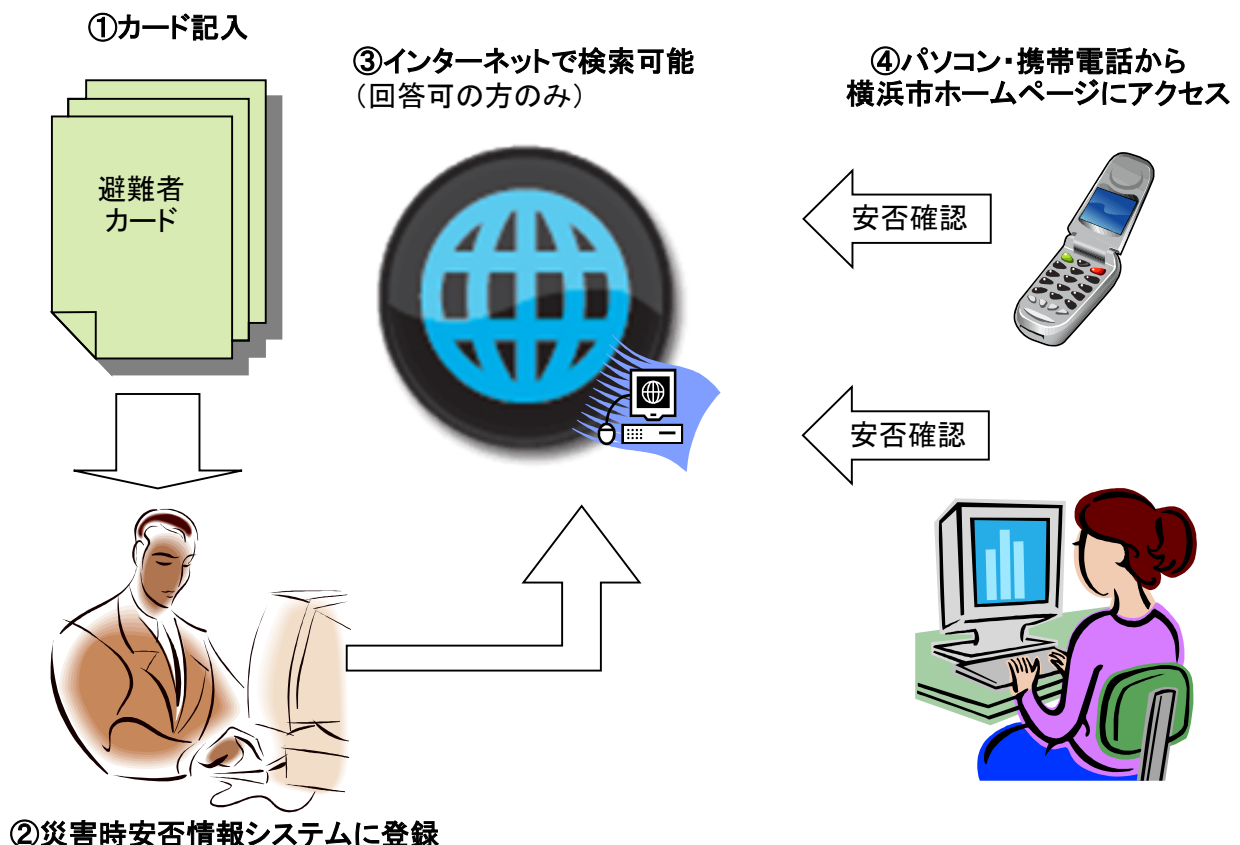 ①カード記入
避難者
カード
②災害時安否情報システムに登録
③インターネットで検索可能
（回答可の方のみ）
④パソコン・携帯電話から
横浜市ホームページにアクセス
安否確認
安否確認